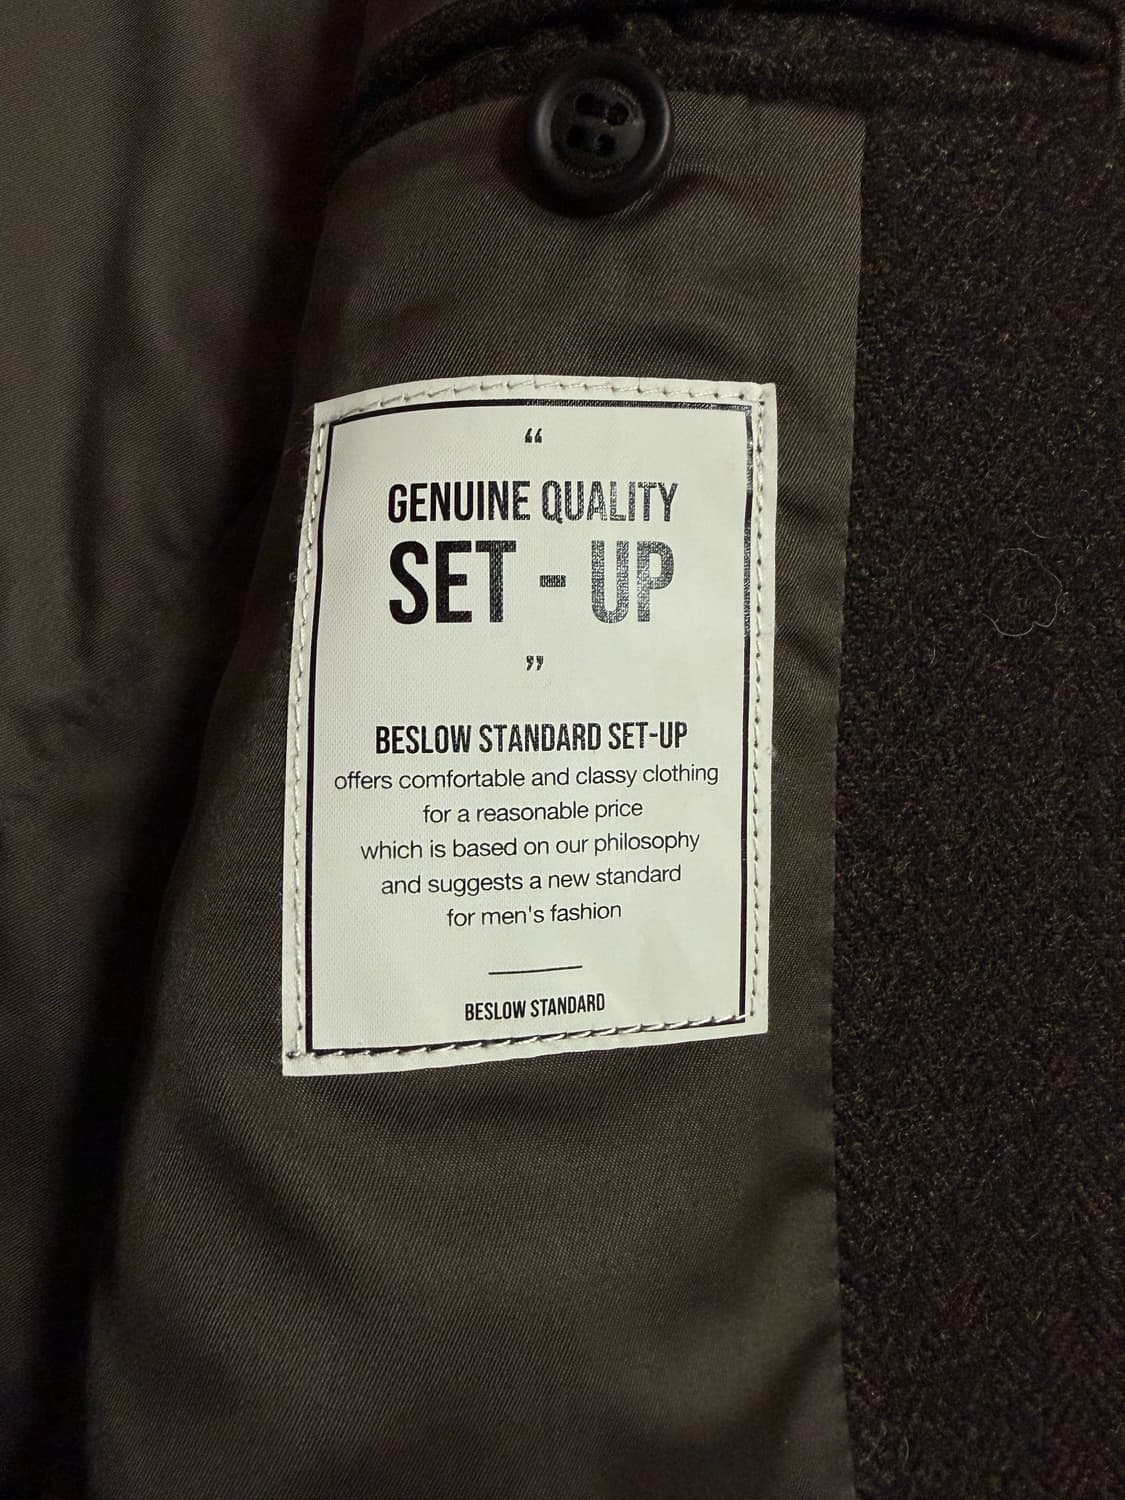 “
GENUINE QUALITY
SET - UP
”
BESLOW STANDARD SET-UP
offers comfortable and classy clothing
for a reasonable price
which is based on our philosophy
and suggests a new standard
for men's fashion
BESLOW STANDARD